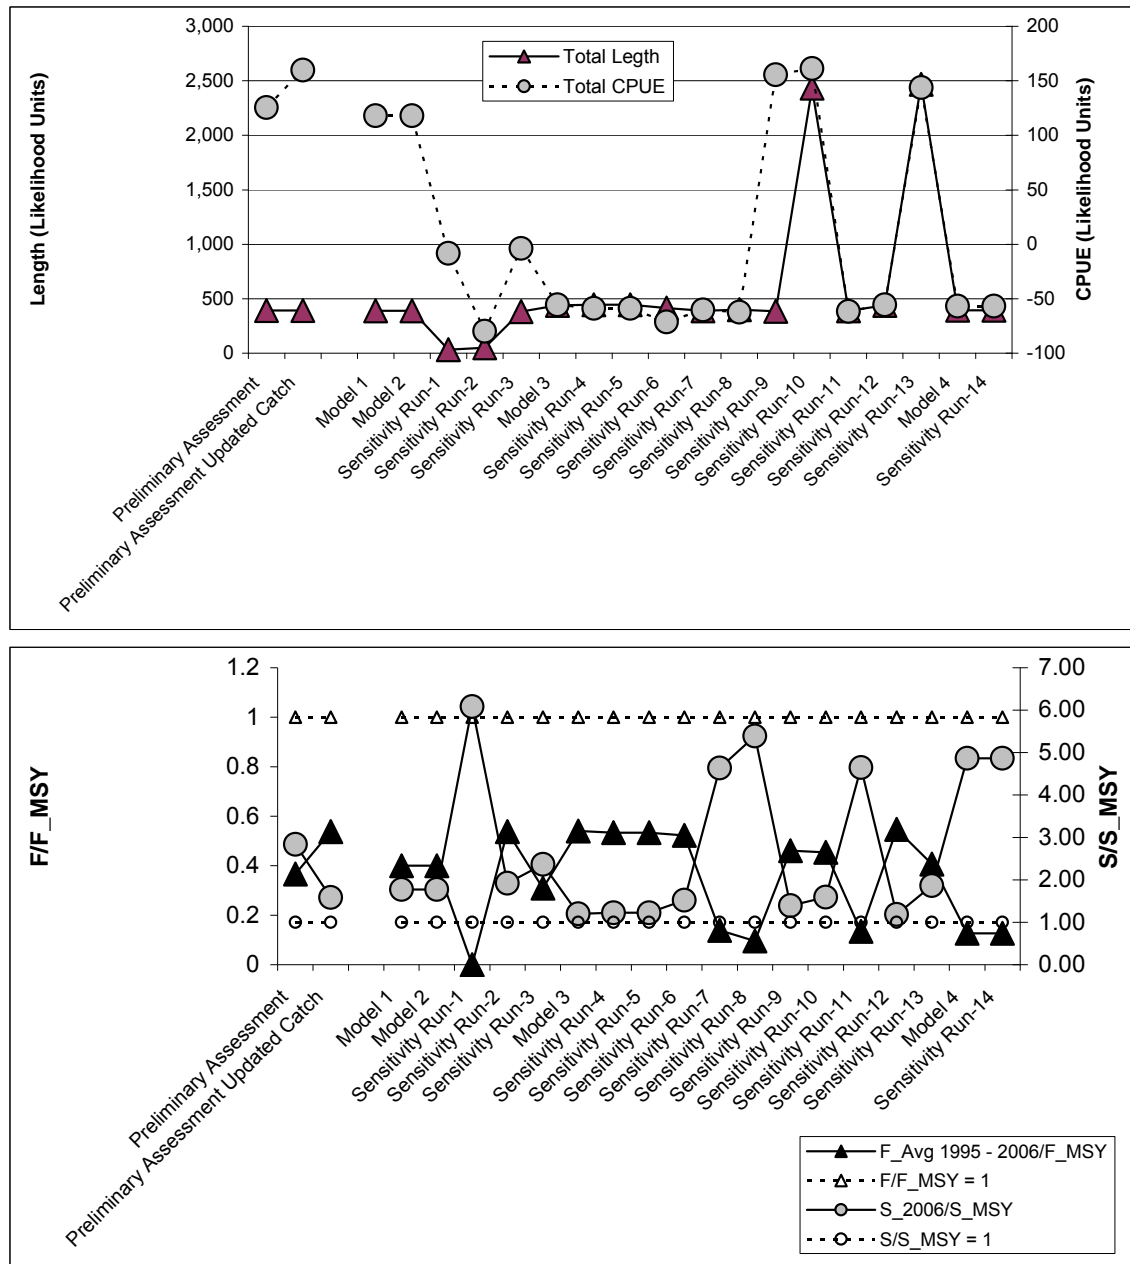 3,000
2,500
2,000
1,500
1,000
500
0
Length (Likelihood Units)
200
150
100
50
0
-50
-100
CPUE (Likelihood Units)
Total Legth
Total CPUE
Preliminary Assessment
Preliminary Assessment Updated Catch
Model 1
Model 2
Sensitivity Run-1
Sensitivity Run-2
Sensitivity Run-3
Model 3
Sensitivity Run-4
Sensitivity Run-5
Sensitivity Run-6
Sensitivity Run-7
Sensitivity Run-8
Sensitivity Run-9
Sensitivity Run-10
Sensitivity Run-11
Sensitivity Run-12
Sensitivity Run-13
Model 4
Sensitivity Run-14
1.2
1
0.8
0.6
0.4
0.2
0
F/F_MSY
7.00
6.00
5.00
4.00
3.00
2.00
1.00
0.00
S/S_MSY
Preliminary Assessment
Preliminary Assessment Updated Catch
Model 1
Model 2
Sensitivity Run-1
Sensitivity Run-2
Sensitivity Run-3
Model 3
Sensitivity Run-4
Sensitivity Run-5
Sensitivity Run-6
Sensitivity Run-7
Sensitivity Run-8
Sensitivity Run-9
Sensitivity Run-10
Sensitivity Run-11
Sensitivity Run-12
Sensitivity Run-13
Model 4
Sensitivity Run-14
F_Avg 1995 - 2006/F_MSY
F/F_MSY = 1
S_2006/S_MSY
S/S_MSY = 1